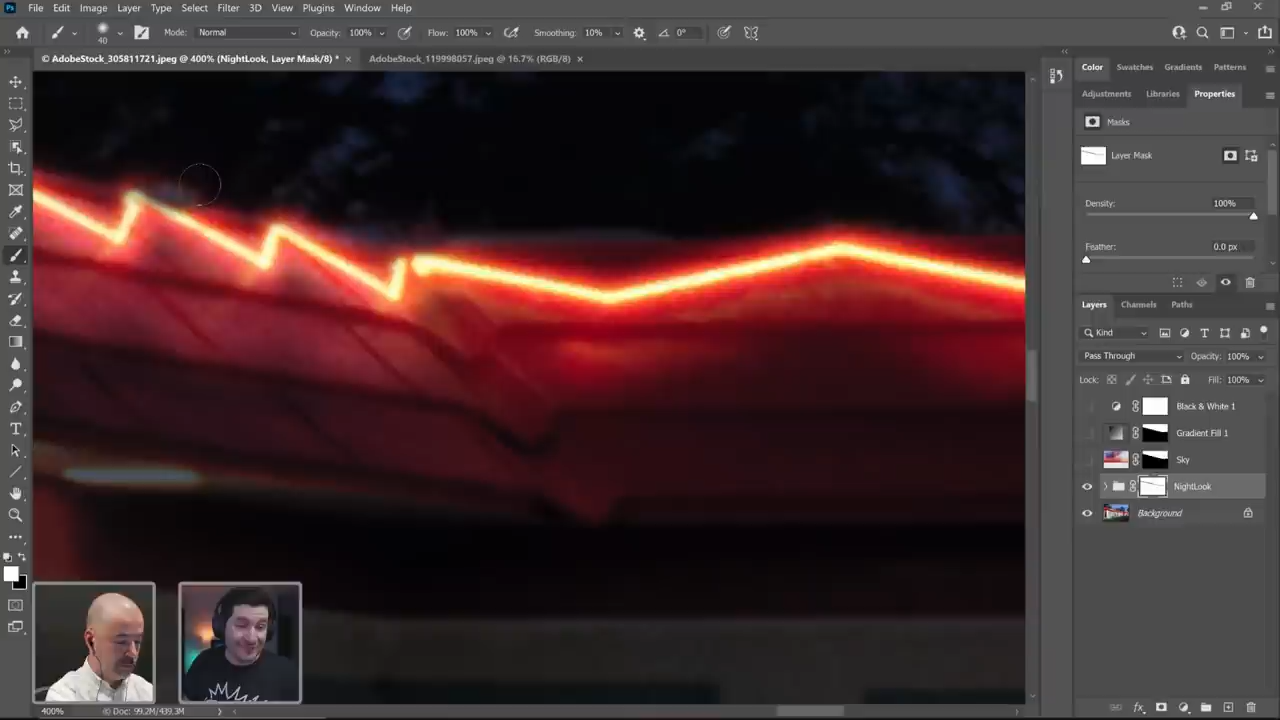 Ps File Edit Image Layer Type Select Filter 3D View Plugins Window Help
40 Mode: Normal Opacity: 100% Flow: 100% Smoothing: 10% 0°
© AdobeStock_305811721.jpeg @ 400% (NightLook, Layer Mask/8) * × AdobeStock_119998057.jpeg @ 16.7% (RGB/8) ×
Color Swatches Gradients Patterns
Adjustments Libraries Properties
Masks
Layer Mask
Density: 100%
Feather: 0.0 px
Layers Channels Paths
Kind
Pass Through Opacity: 100%
Lock: Fill: 100%
Black & White 1
Gradient Fill 1
Sky
NightLook
Background
400% © Doc: 99.2M/439.3M